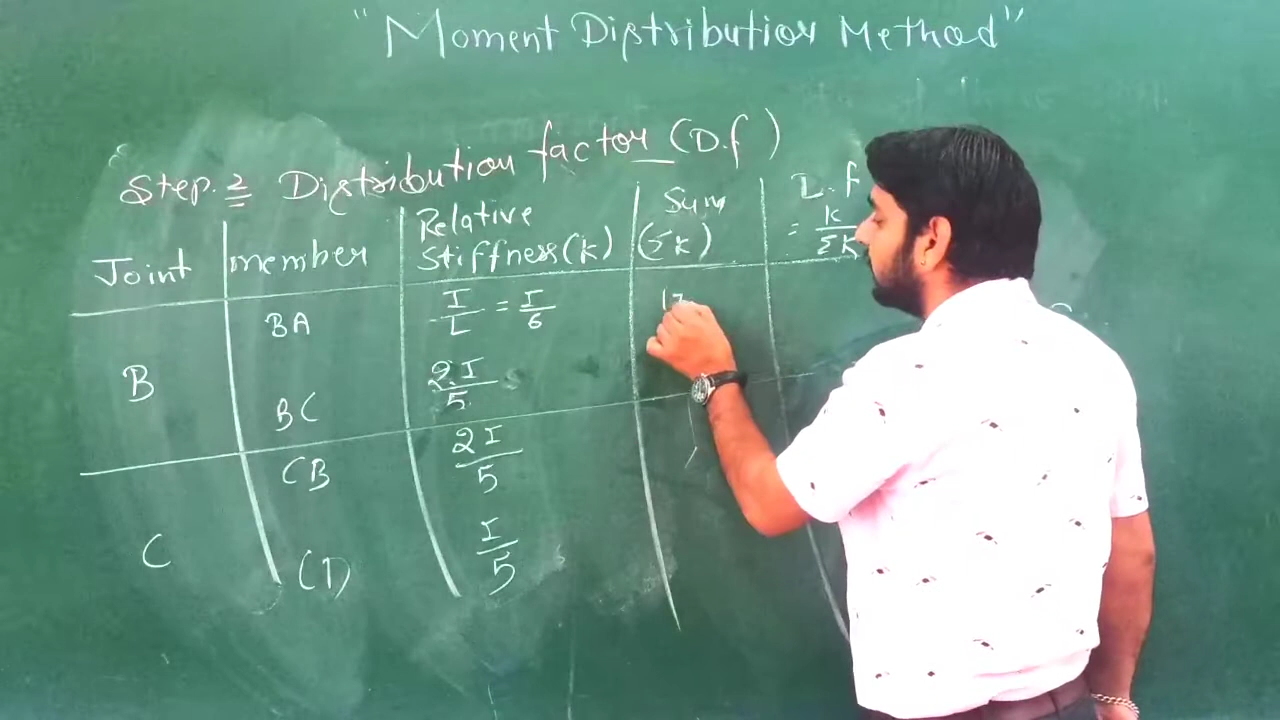 "Moment Distribution Method"
Step. 2 Distribution factor (D.f)
Joint member Relative Stiffness (k) Sum (Σk) D.f = k/Σk
B BA I/L = I/6
BC 2I/5
C CB 2I/5
CD I/5